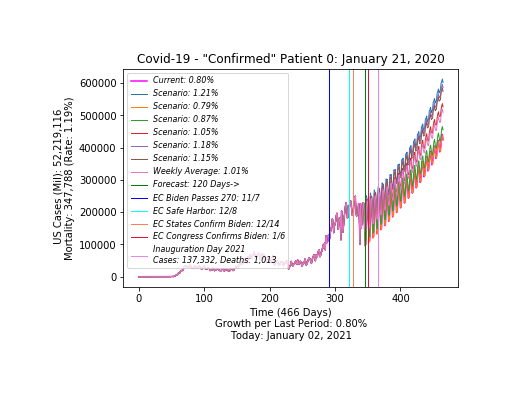 Covid-19 - "Confirmed" Patient 0: January 21, 2020
US Cases (Mil): 52,219,116
Mortality: 347,788 (Rate: 1.19%)
600000
500000
400000
300000
200000
100000
0
Current: 0.80%
Scenario: 1.21%
Scenario: 0.79%
Scenario: 0.87%
Scenario: 1.05%
Scenario: 1.18%
Scenario: 1.15%
Weekly Average: 1.01%
Forecast: 120 Days->
EC Biden Passes 270: 11/7
EC Safe Harbor: 12/8
EC States Confirm Biden: 12/14
EC Congress Confirms Biden: 1/6
Inauguration Day 2021
Cases: 137,332, Deaths: 1,013
0 100 200 300 400
Time (466 Days)
Growth per Last Period: 0.80%
Today: January 02, 2021